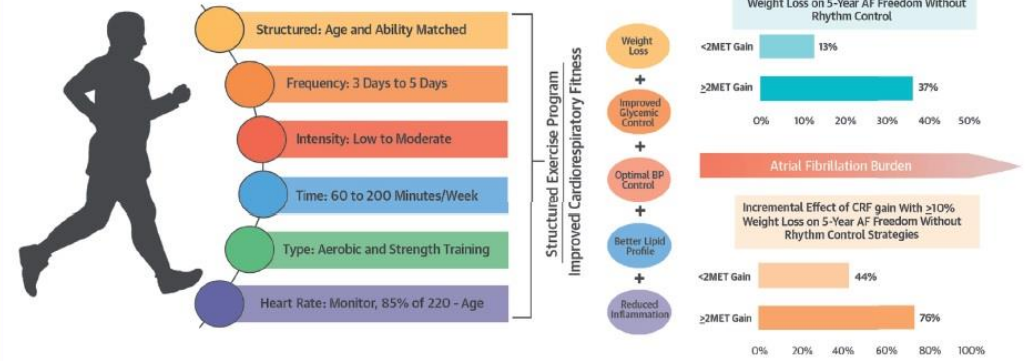 Structured: Age and Ability Matched
Frequency: 3 Days to 5 Days
Intensity: Low to Moderate
Time: 60 to 200 Minutes/Week
Type: Aerobic and Strength Training
Heart Rate: Monitor, 85% of 220 - Age
Structured Exercise Program
Improved Cardiorespiratory Fitness
Weight
Loss
+
Improved
Glycemic
Control
+
Optimal BP
Control
+
Better Lipid
Profile
+
Reduced
Inflammation
Weight Loss on 5-Year AF Freedom Without
Rhythm Control
<2MET Gain 13%
≥2MET Gain 37%
0% 10% 20% 30% 40% 50%
Atrial Fibrillation Burden
Incremental Effect of CRF gain With ≥10%
Weight Loss on 5-Year AF Freedom Without
Rhythm Control Strategies
<2MET Gain 44%
≥2MET Gain 76%
0% 20% 40% 60% 80% 100%